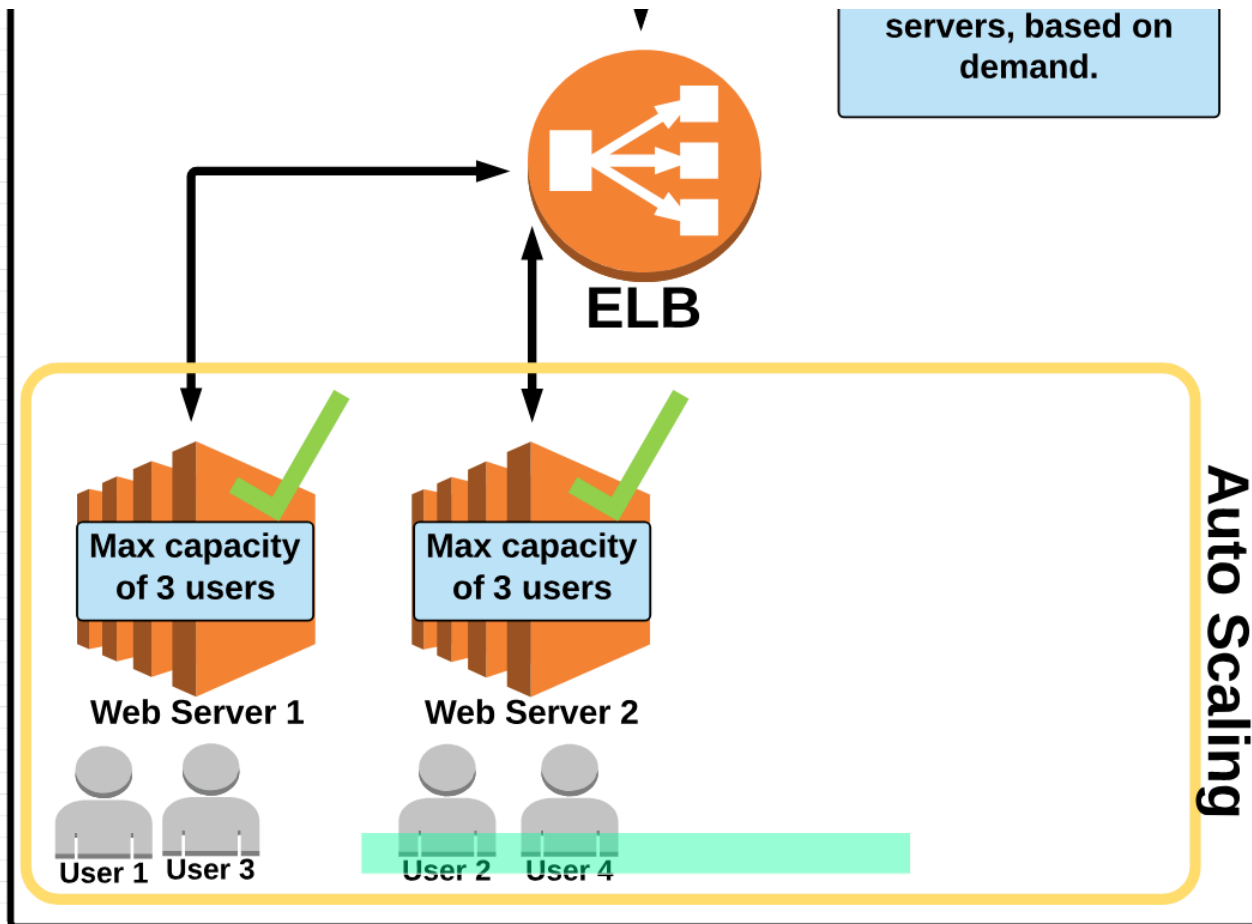 servers, based on
demand.
ELB
Auto Scaling
Max capacity
of 3 users
Max capacity
of 3 users
Web Server 1
Web Server 2
User 1
User 3
User 2
User 4